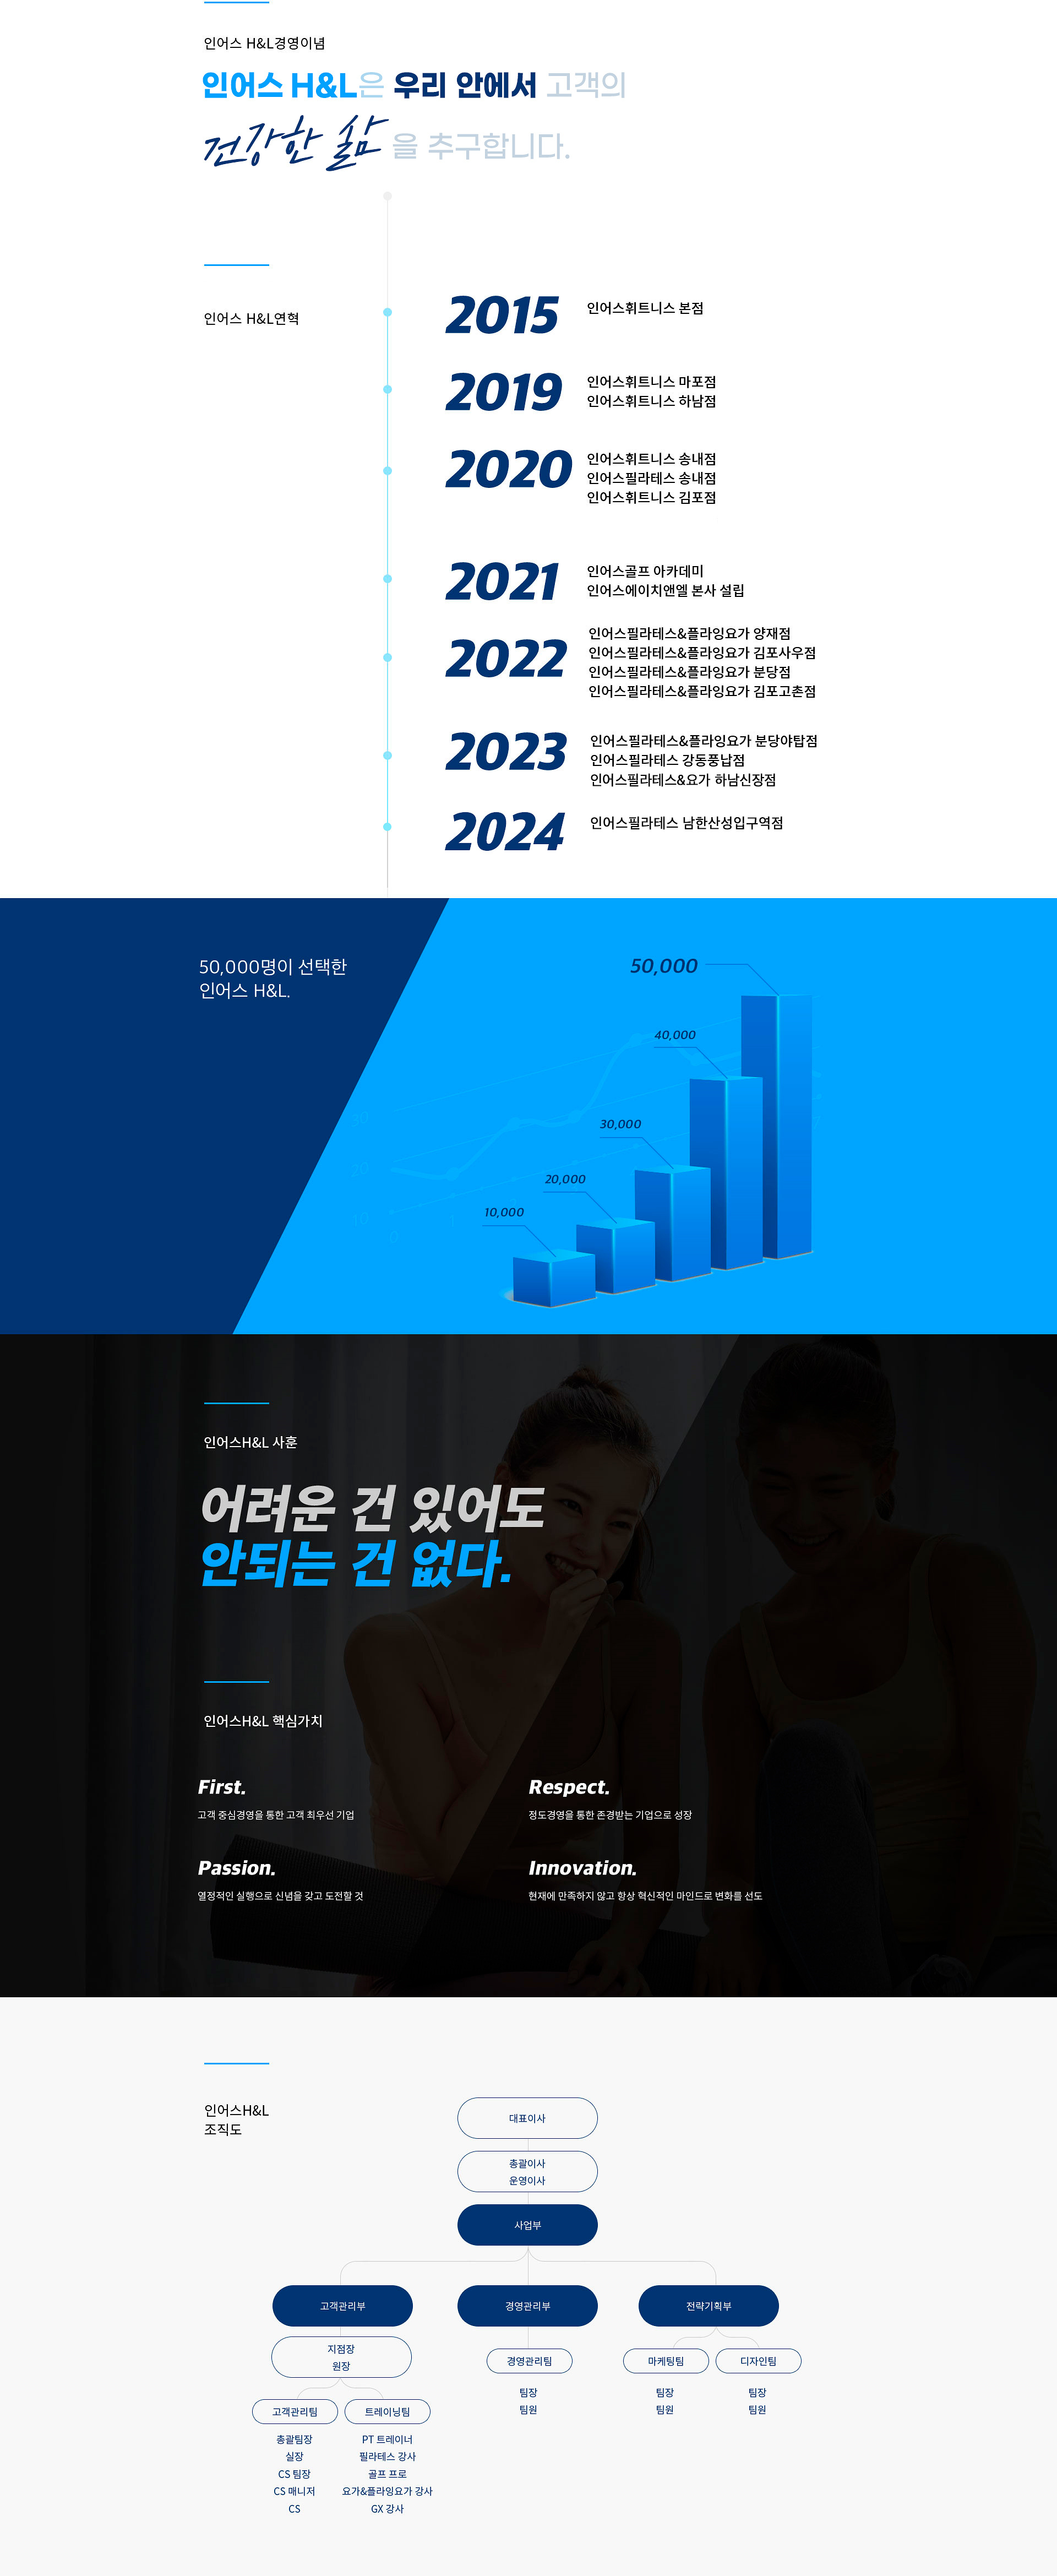 인어스 H&L경영이념
인어스 H&L은 우리 안에서 고객의
건강한 삶을 추구합니다.
인어스 H&L연혁
2015
인어스휘트니스 본점
2019
인어스휘트니스 마포점
인어스휘트니스 하남점
2020
인어스휘트니스 송내점
인어스필라테스 송내점
인어스휘트니스 김포점
2021
인어스골프 아카데미
인어스에이치앤엘 본사 설립
2022
인어스필라테스&플라잉요가 양재점
인어스필라테스&플라잉요가 김포사우점
인어스필라테스&플라잉요가 분당점
인어스필라테스&플라잉요가 김포고촌점
2023
인어스필라테스&플라잉요가 분당야탑점
인어스필라테스 강동풍납점
인어스필라테스&요가 하남신장점
2024
인어스필라테스 남한산성입구역점
50,000명이 선택한
인어스 H&L.
50,000
40,000
30,000
20,000
10,000
인어스H&L 사훈
어려운 건 있어도
안되는 건 없다.
인어스H&L 핵심가치
First.
고객 중심경영을 통한 고객 최우선 기업
Respect.
정도경영을 통한 존경받는 기업으로 성장
Passion.
열정적인 실행으로 신념을 갖고 도전할 것
Innovation.
현재에 만족하지 않고 항상 혁신적인 마인드로 변화를 선도
인어스H&L
조직도
대표이사
총괄이사
운영이사
사업부
고객관리부
경영관리부
전략기획부
지점장
원장
경영관리팀
마케팅팀
디자인팀
팀장
팀원
팀장
팀원
팀장
팀원
고객관리팀
트레이닝팀
총괄팀장
실장
CS 팀장
CS 매니저
CS
PT 트레이너
필라테스 강사
골프 프로
요가&플라잉요가 강사
GX 강사